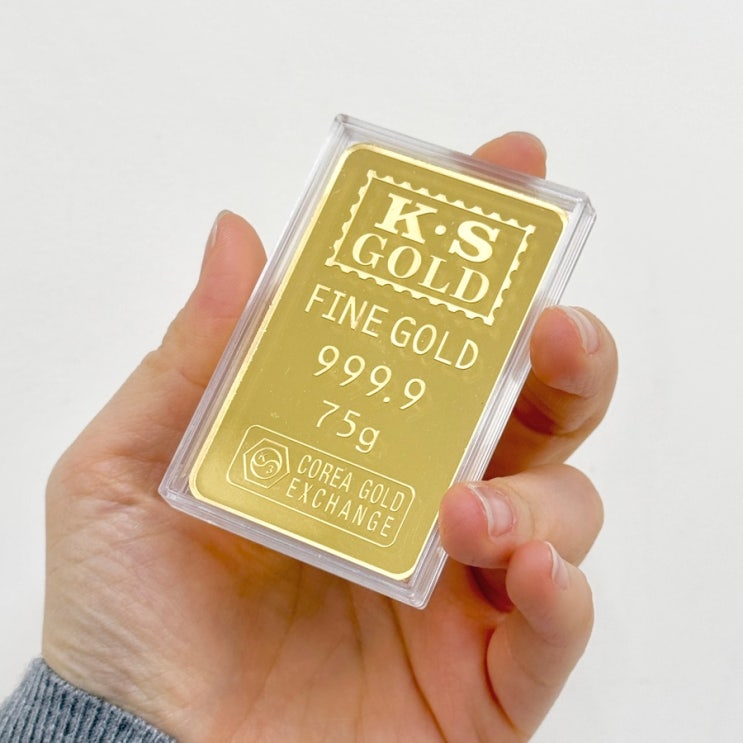 K·S
GOLD
FINE GOLD
999.9
75g
COREA GOLD
EXCHANGE